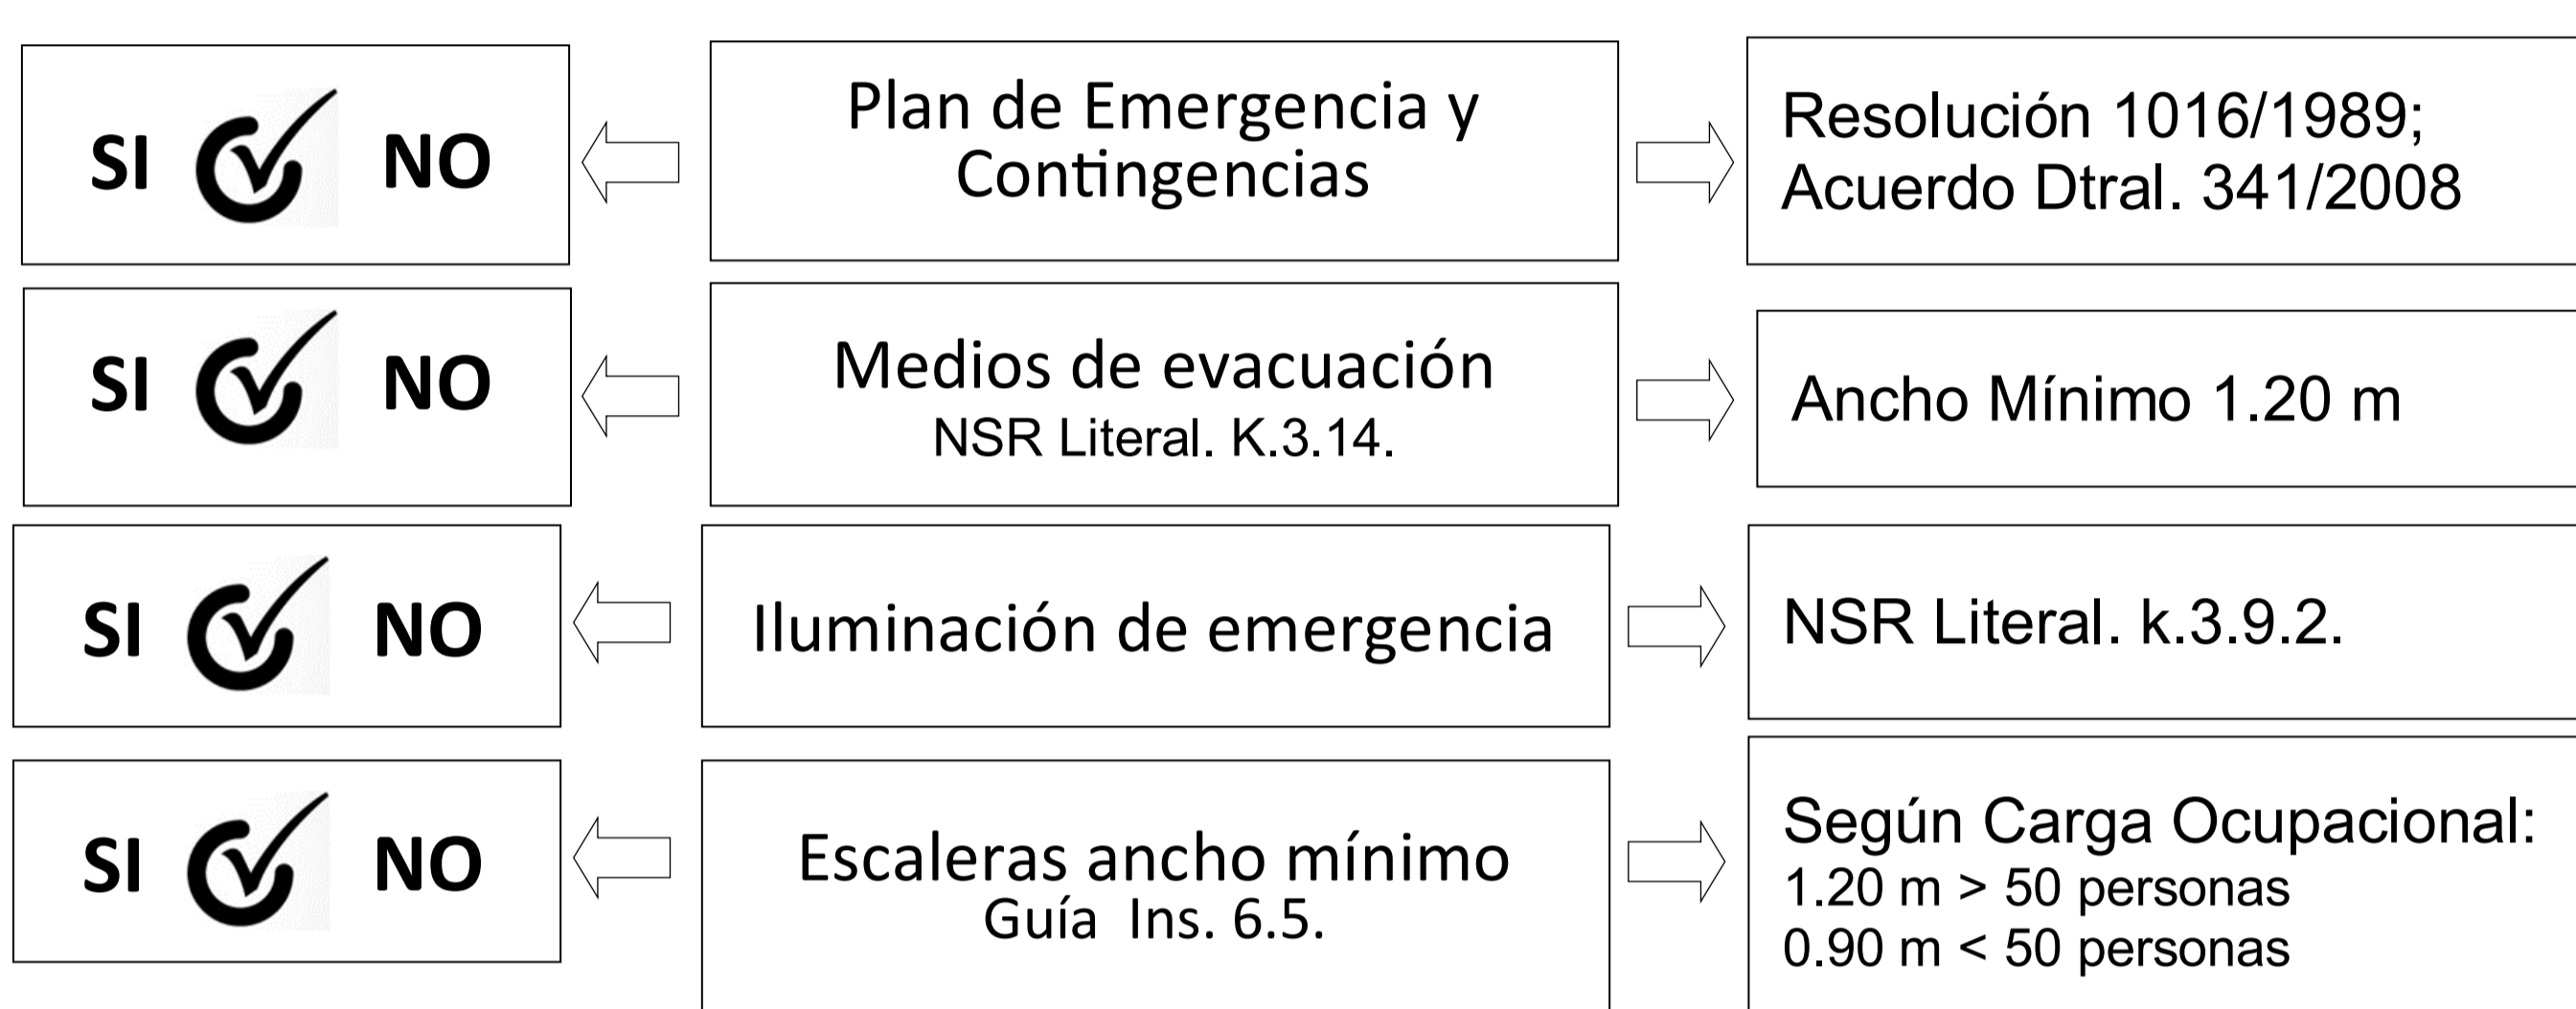 SI NO
Plan de Emergencia y
Contingencias
Resolución 1016/1989;
Acuerdo Dtral. 341/2008
SI NO
Medios de evacuación
NSR Literal. K.3.14.
Ancho Mínimo 1.20 m
SI NO
Iluminación de emergencia
NSR Literal. k.3.9.2.
SI NO
Escaleras ancho mínimo
Guía Ins. 6.5.
Según Carga Ocupacional:
1.20 m > 50 personas
0.90 m < 50 personas